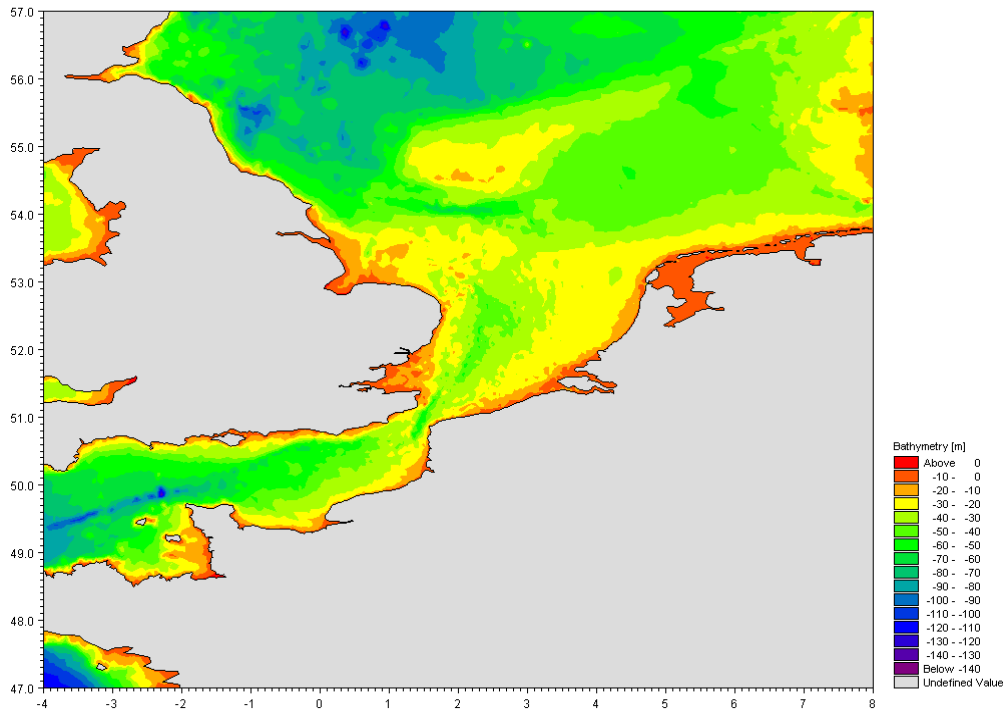 57.0
56.0
55.0
54.0
53.0
52.0
51.0
50.0
49.0
48.0
47.0
-4 -3 -2 -1 0 1 2 3 4 5 6 7 8
Bathymetry [m]
Above 0
-10 - 0
-20 - -10
-30 - -20
-40 - -30
-50 - -40
-60 - -50
-70 - -60
-80 - -70
-90 - -80
-100 - -90
-110 - -100
-120 - -110
-130 - -120
-140 - -130
Below -140
Undefined Value